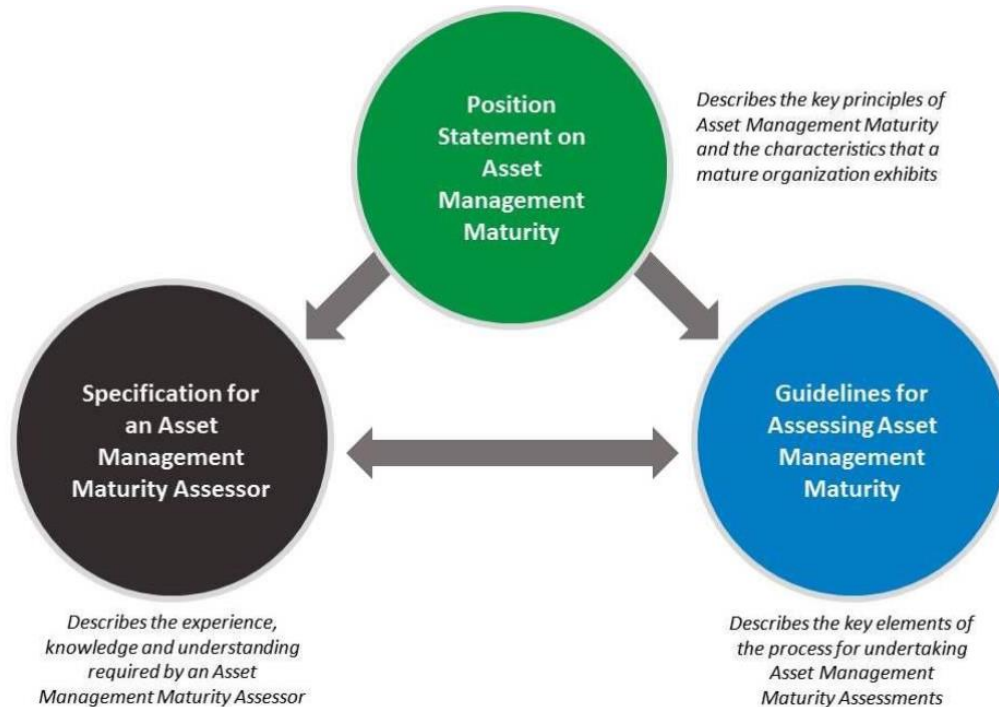 Position
Statement on
Asset
Management
Maturity
Describes the key principles of
Asset Management Maturity
and the characteristics that a
mature organization exhibits
Specification for
an Asset
Management
Maturity Assessor
Guidelines for
Assessing Asset
Management
Maturity
Describes the experience,
knowledge and understanding
required by an Asset
Management Maturity Assessor
Describes the key elements of
the process for undertaking
Asset Management
Maturity Assessments